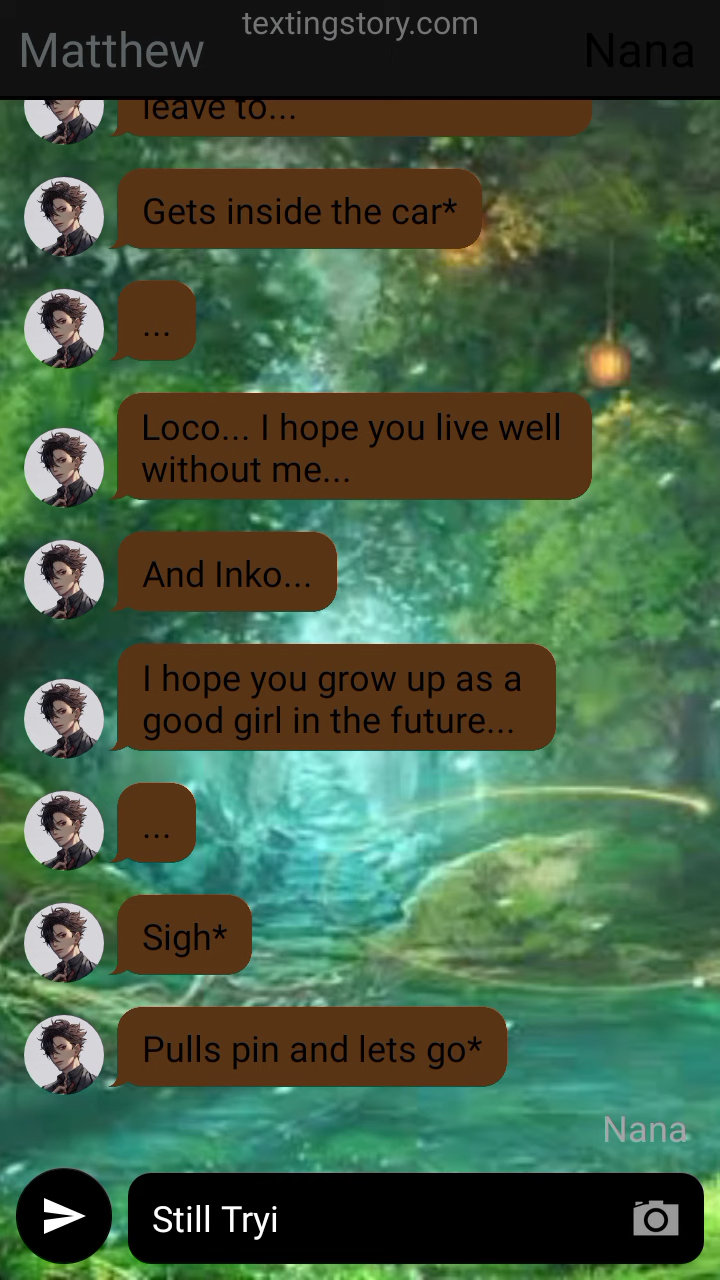 textingstory.com
Matthew
Nana
leave to...
Gets inside the car*
...
Loco... I hope you live well
without me...
And Inko...
I hope you grow up as a
good girl in the future...
...
Sigh*
Pulls pin and lets go*
Nana
Still Tryi